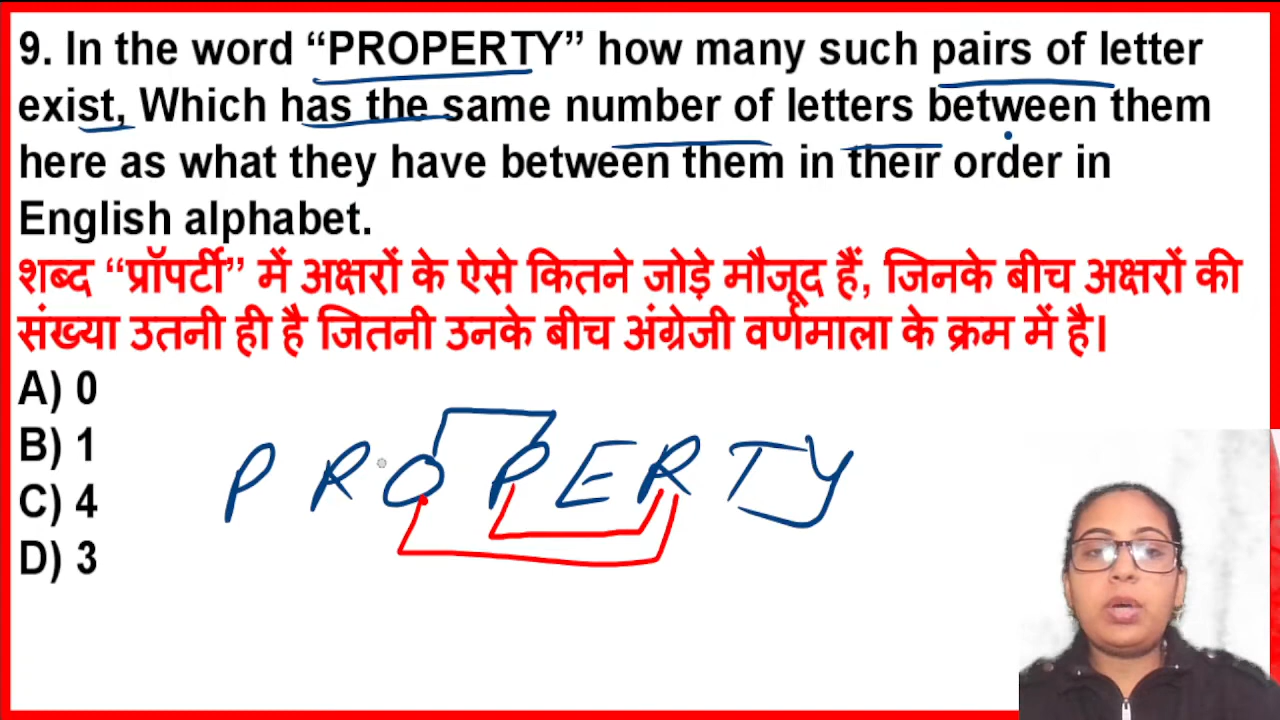 9. In the word “PROPERTY” how many such pairs of letter
exist, Which has the same number of letters between them
here as what they have between them in their order in
English alphabet.
शब्द “प्रॉपर्टी” में अक्षरों के ऐसे कितने जोड़े मौजूद हैं, जिनके बीच अक्षरों की
संख्या उतनी ही है जितनी उनके बीच अंग्रेजी वर्णमाला के क्रम में है।
A) 0
B) 1
C) 4
D) 3
P R O P E R T Y